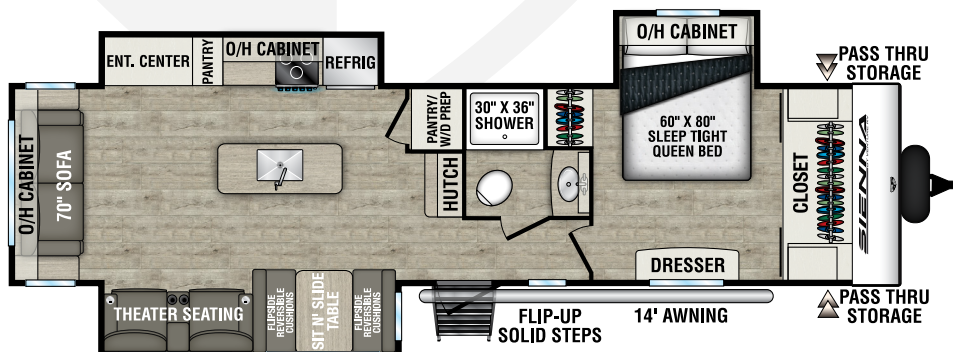 ENT. CENTER
PANTRY
O/H CABINET
REFRIG
O/H CABINET
PASS THRU
STORAGE
PANTRY/
W/D PREP
30" X 36"
SHOWER
60" X 80"
SLEEP TIGHT
QUEEN BED
O/H CABINET
70" SOFA
HUTCH
CLOSET
SIENNA
DRESSER
THEATER SEATING
FLIPSIDE
REVERSIBLE
CUSHIONS
SIT N' SLIDE
TABLE
FLIPSIDE
REVERSIBLE
CUSHIONS
FLIP-UP
SOLID STEPS
14' AWNING
PASS THRU
STORAGE